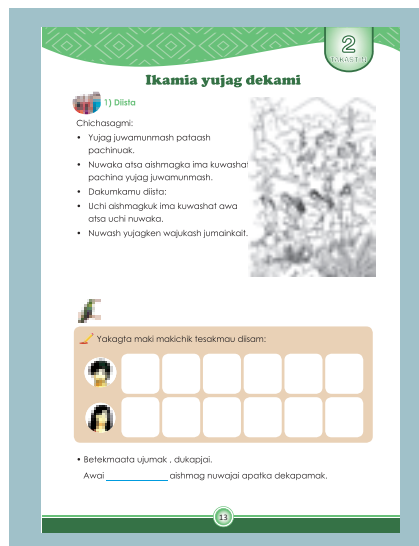 2
TAKASTIN
Ikamia yujag dekami
1) Diista
Chichasagmi:
• Yujag juwamunmash pataash
pachinuak.
• Nuwaka atsa aishmagka ima kuwashat
pachina yujag juwamunmash.
• Dakumkamu diista:
• Uchi aishmagkuk ima kuwashat awa
atsa uchi nuwaka.
• Nuwash yujagken wajukash jumainkait.
Yakagta maki makichik tesakmau diisam:
• Betekmaata ujumak , dukapjai.
Awai ______________ aishmag nuwajai apatka dekapamak.
13